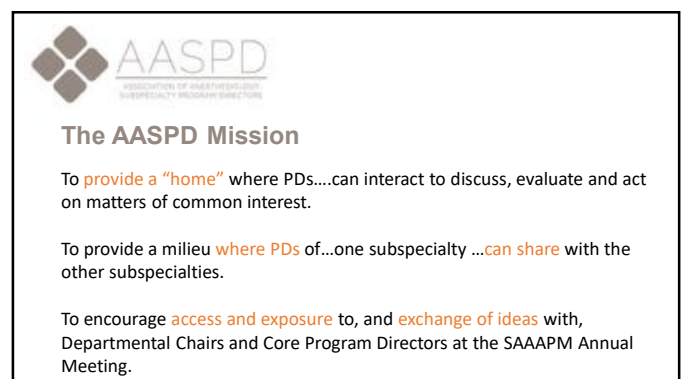 AASPD
ASSOCIATION OF ANESTHESIOLOGY
SUBSPECIALTY PROGRAM DIRECTORS
The AASPD Mission
To provide a “home” where PDs....can interact to discuss, evaluate and act
on matters of common interest.
To provide a milieu where PDs of…one subspecialty …can share with the
other subspecialties.
To encourage access and exposure to, and exchange of ideas with,
Departmental Chairs and Core Program Directors at the SAAAPM Annual
Meeting.